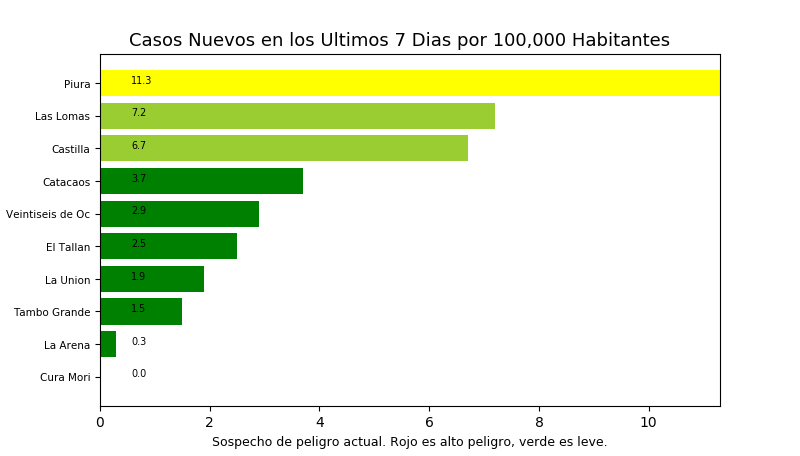 Casos Nuevos en los Ultimos 7 Dias por 100,000 Habitantes
Piura 11.3
Las Lomas 7.2
Castilla 6.7
Catacaos 3.7
Veintiseis de Oc 2.9
El Tallan 2.5
La Union 1.9
Tambo Grande 1.5
La Arena 0.3
Cura Mori 0.0
0 2 4 6 8 10
Sospecho de peligro actual. Rojo es alto peligro, verde es leve.